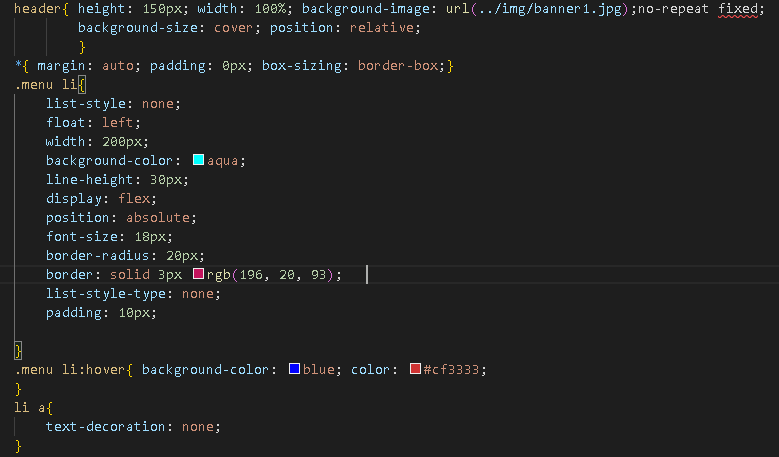 header{ height: 150px; width: 100%; background-image: url(../img/banner1.jpg);no-repeat fixed;
        background-size: cover; position: relative;
        }
*{ margin: auto; padding: 0px; box-sizing: border-box;}
.menu li{
    list-style: none;
    float: left;
    width: 200px;
    background-color: aqua;
    line-height: 30px;
    display: flex;
    position: absolute;
    font-size: 18px;
    border-radius: 20px;
    border: solid 3px rgb(196, 20, 93);
    list-style-type: none;
    padding: 10px;
}
.menu li:hover{ background-color: blue; color: #cf3333;
}
li a{
    text-decoration: none;
}